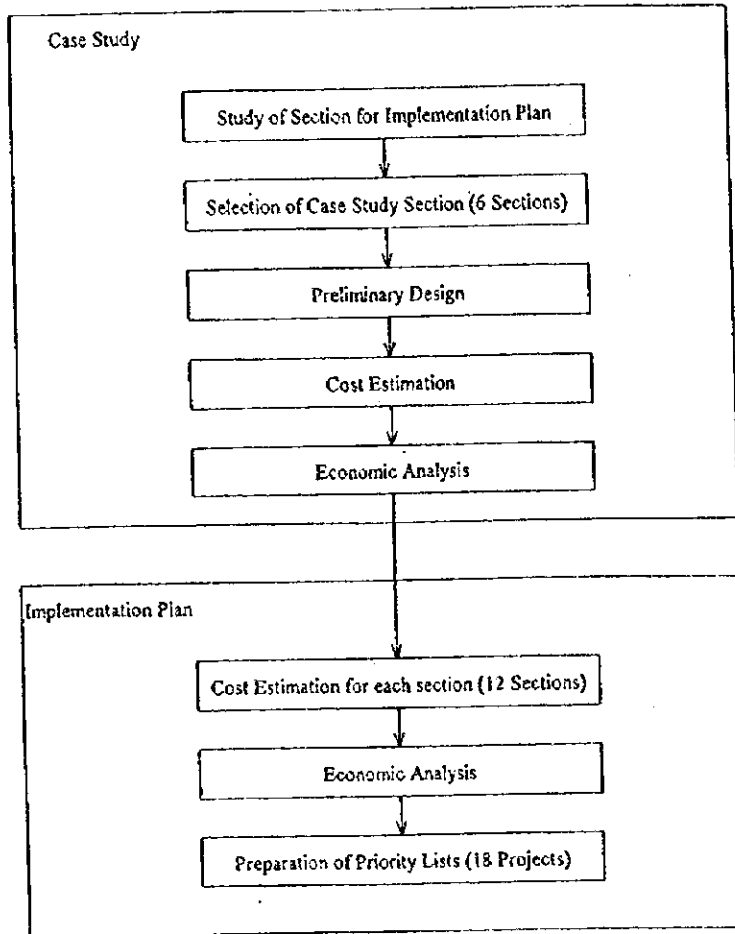 Case Study
Study of Section for Implementation Plan
Selection of Case Study Section (6 Sections)
Preliminary Design
Cost Estimation
Economic Analysis
Implementation Plan
Cost Estimation for each section (12 Sections)
Economic Analysis
Preparation of Priority Lists (18 Projects)